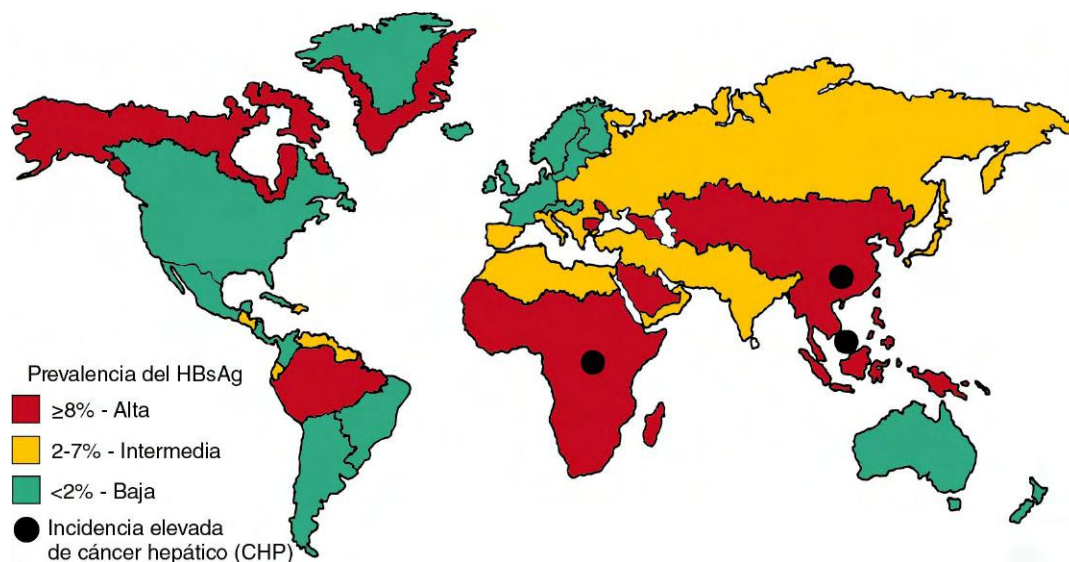 Prevalencia del HBsAg
≥8% - Alta
2-7% - Intermedia
<2% - Baja
Incidencia elevada
de cáncer hepático (CHP)